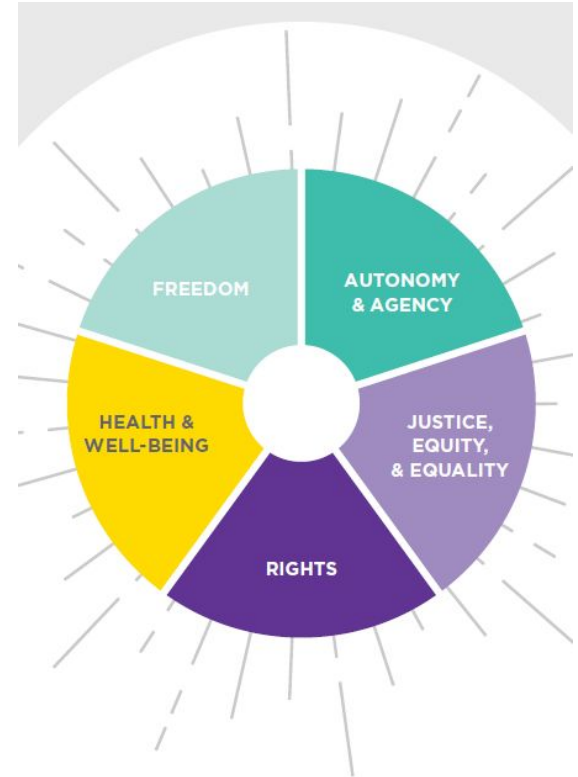 FREEDOM
AUTONOMY
& AGENCY
HEALTH &
WELL-BEING
JUSTICE,
EQUITY,
& EQUALITY
RIGHTS